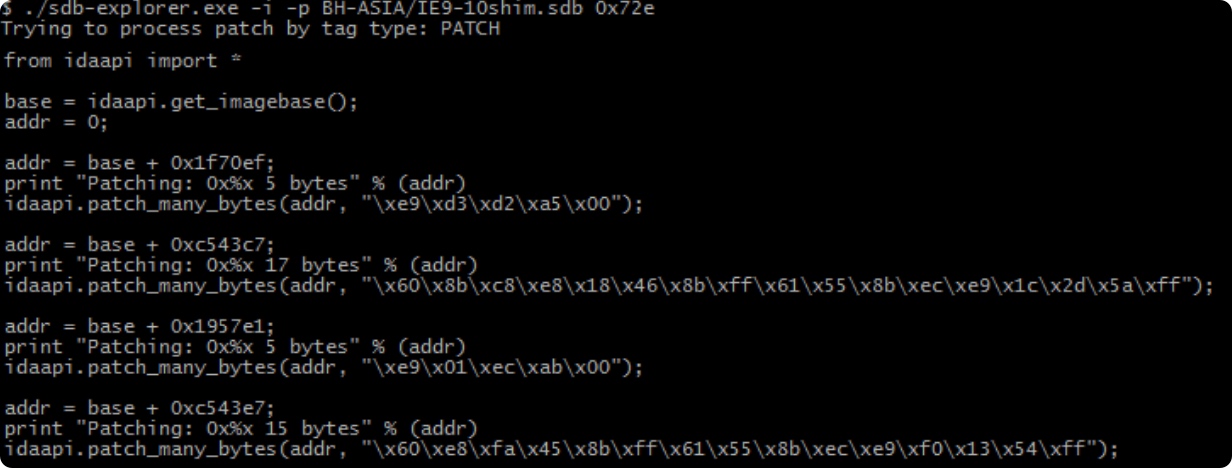 $ ./sdb-explorer.exe -i -p BH-ASIA/IE9-10shim.sdb 0x72e
Trying to process patch by tag type: PATCH
from idaapi import *
base = idaapi.get_imagebase();
addr = 0;
addr = base + 0x1f70ef;
print "Patching: 0x%x 5 bytes" % (addr)
idaapi.patch_many_bytes(addr, "\xe9\xd3\xd2\xa5\x00");
addr = base + 0xc543c7;
print "Patching: 0x%x 17 bytes" % (addr)
idaapi.patch_many_bytes(addr, "\x60\x8b\xc8\xe8\x18\x46\x8b\xff\x61\x55\x8b\xec\xe9\x1c\x2d\x5a\xff");
addr = base + 0x1957e1;
print "Patching: 0x%x 5 bytes" % (addr)
idaapi.patch_many_bytes(addr, "\xe9\x01\xec\xab\x00");
addr = base + 0xc543e7;
print "Patching: 0x%x 15 bytes" % (addr)
idaapi.patch_many_bytes(addr, "\x60\xe8\xfa\x45\x8b\xff\x61\x55\x8b\xec\xe9\xf0\x13\x54\xff");